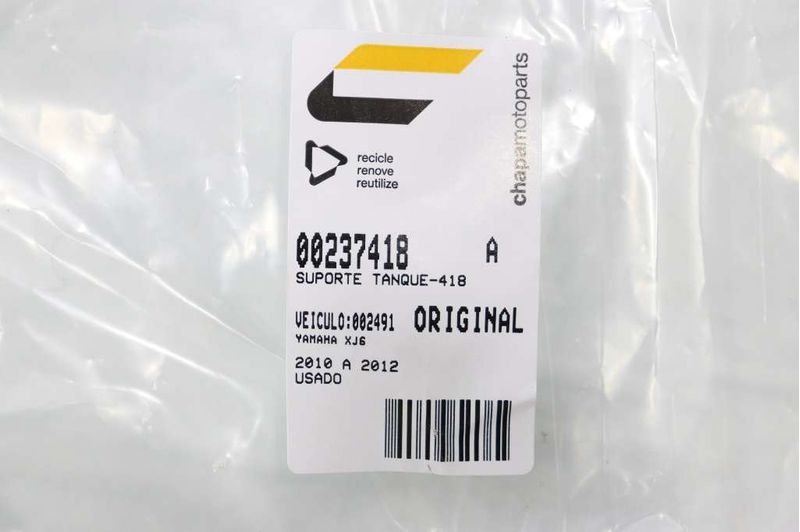 chapamotoparts
recicle
renove
reutilize
00237418 A
SUPORTE TANQUE-418
VEICULO:002491 ORIGINAL
YAMAHA XJ6
2010 A 2012
USADO